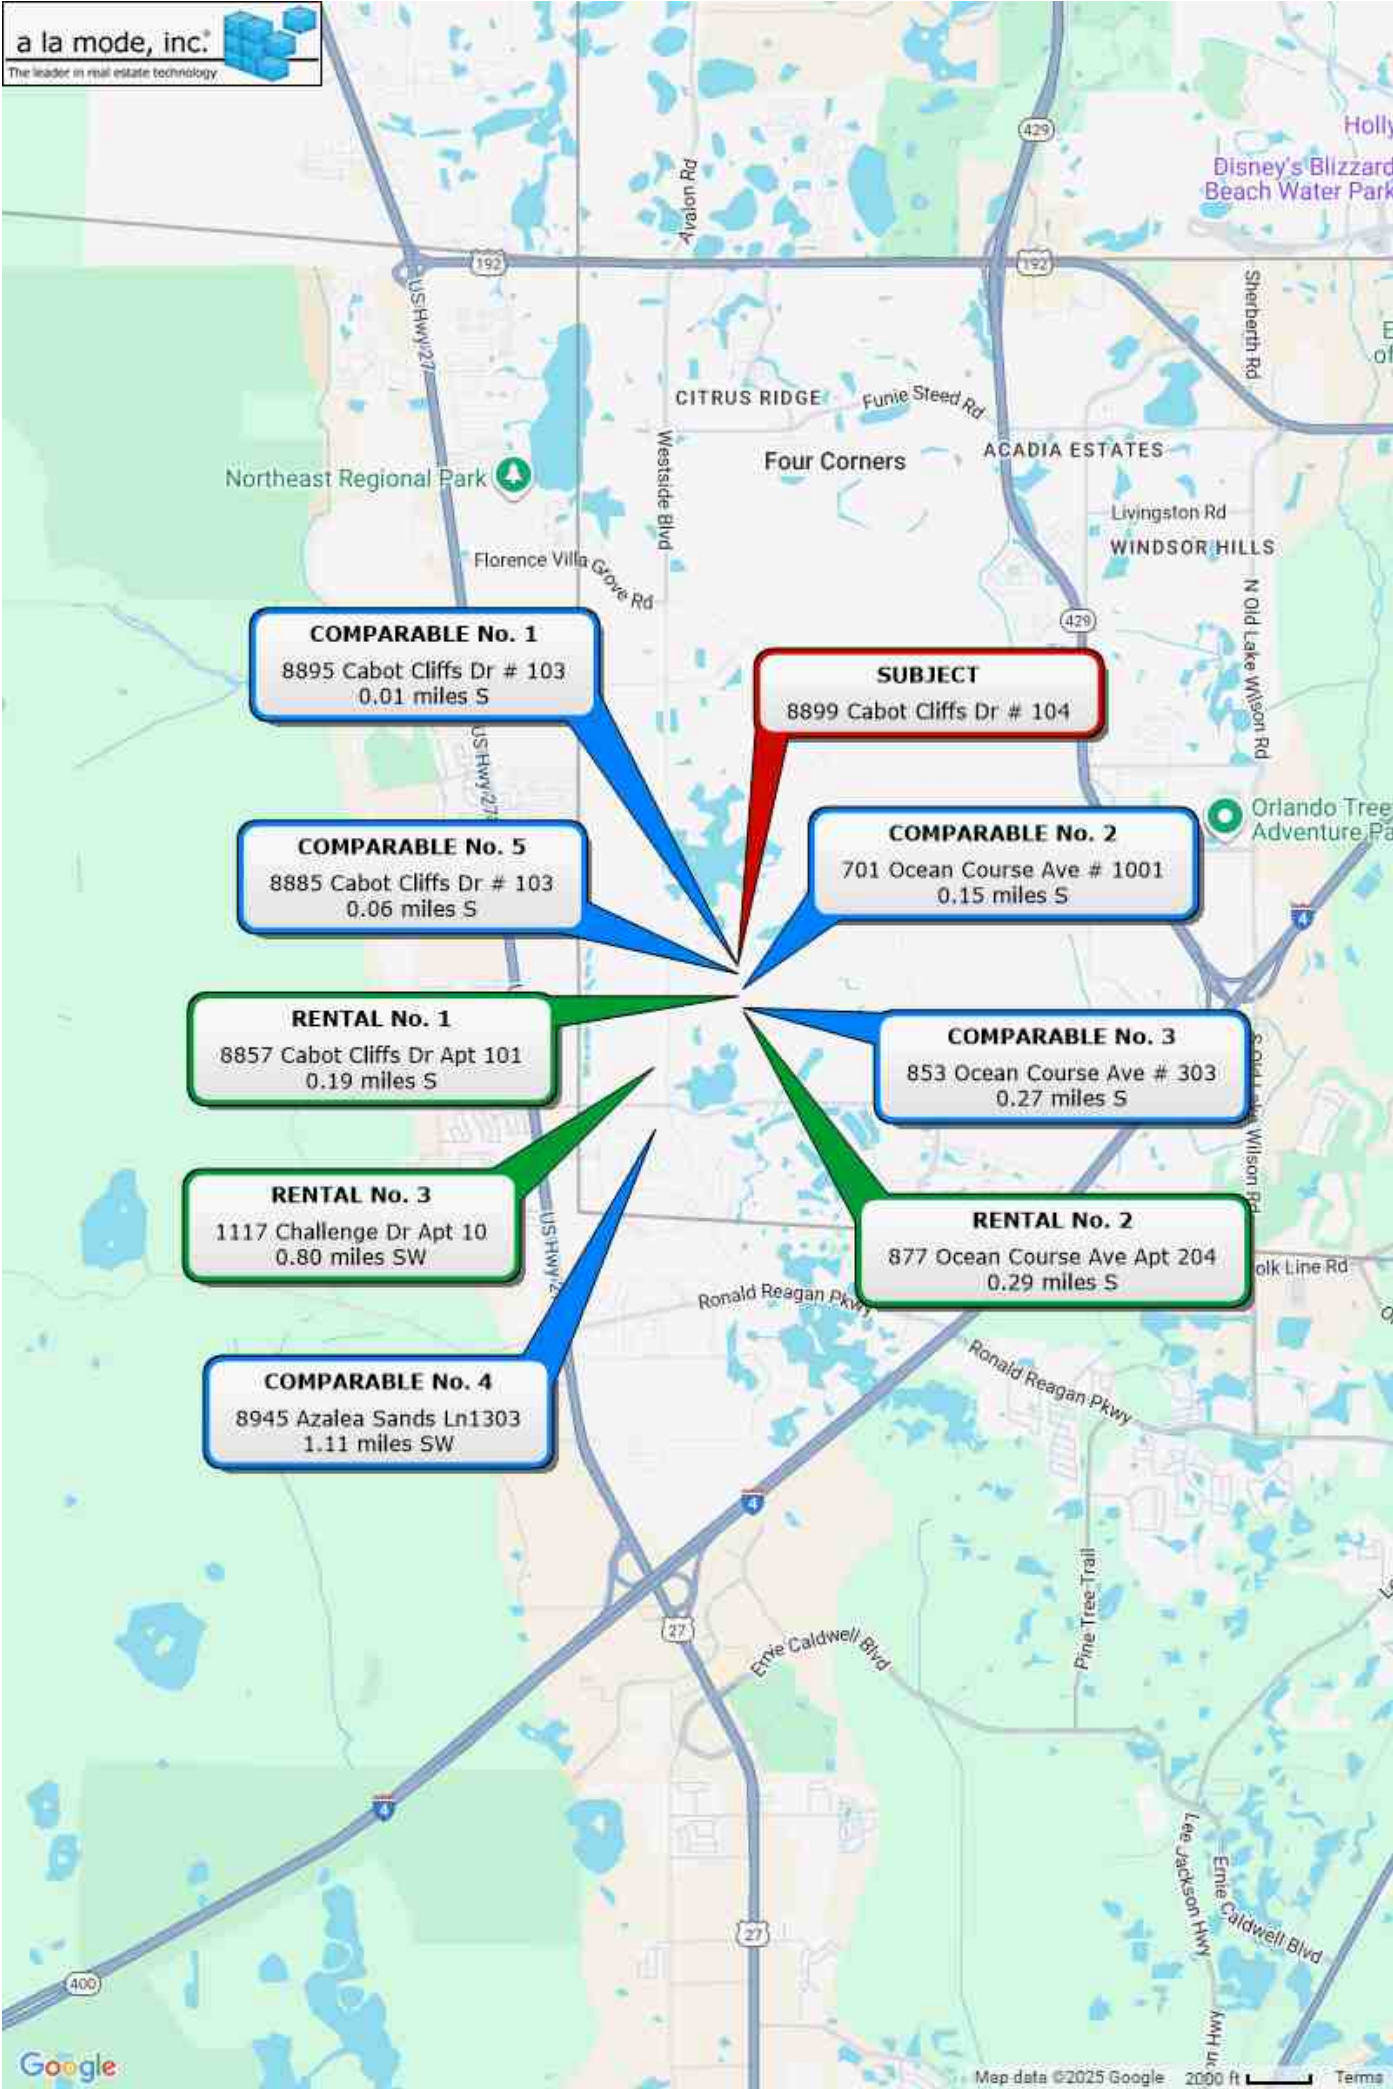 a la mode, inc.®
The leader in real estate technology
429
Holly
Disney's Blizzard
Beach Water Park
Avalon Rd
192
192
US Hwy 27
Sherberth Rd
E
of
CITRUS RIDGE
Funie Steed Rd
ACADIA ESTATES
Four Corners
Northeast Regional Park
Westside Blvd
Livingston Rd
WINDSOR HILLS
Florence Villa Grove Rd
N Old Lake Wilson Rd
429
COMPARABLE No. 1
8895 Cabot Cliffs Dr # 103
0.01 miles S
SUBJECT
8899 Cabot Cliffs Dr # 104
US Hwy 27
Orlando Tree
Adventure Pa
COMPARABLE No. 5
8885 Cabot Cliffs Dr # 103
0.06 miles S
COMPARABLE No. 2
701 Ocean Course Ave # 1001
0.15 miles S
4
RENTAL No. 1
8857 Cabot Cliffs Dr Apt 101
0.19 miles S
COMPARABLE No. 3
853 Ocean Course Ave # 303
0.27 miles S
Wilson Rd
RENTAL No. 3
1117 Challenge Dr Apt 10
0.80 miles SW
RENTAL No. 2
877 Ocean Course Ave Apt 204
0.29 miles S
US Hwy 2
olk Line Rd
Ronald Reagan Pkwy
Ronald Reagan Pkwy
COMPARABLE No. 4
8945 Azalea Sands Ln1303
1.11 miles SW
4
Pine Tree Trail
27
Ernie Caldwell Blvd
4
Lee Jackson Hwy
Ernie Caldwell Blvd
27
400
Google
Map data ©2025 Google
2000 ft
Terms